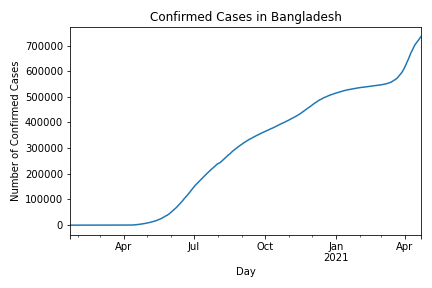 Confirmed Cases in Bangladesh
Number of Confirmed Cases
700000
600000
500000
400000
300000
200000
100000
0
Apr Jul Oct Jan Apr
2021
Day